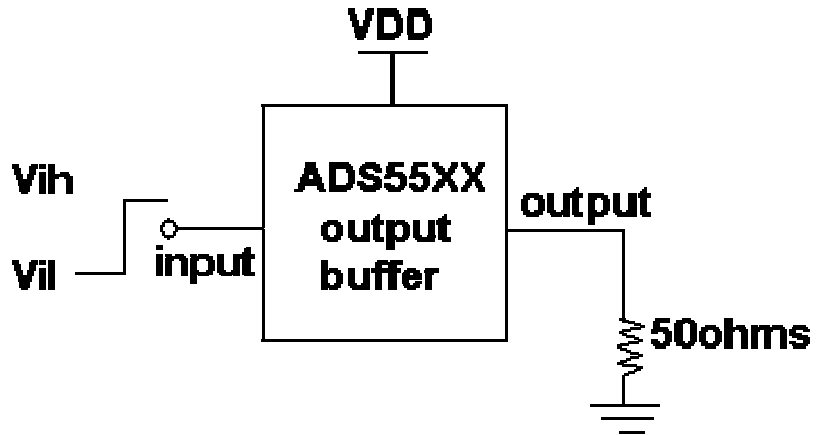 VDD
Vih
Vil
input
ADS55XX
output
buffer
output
50ohms